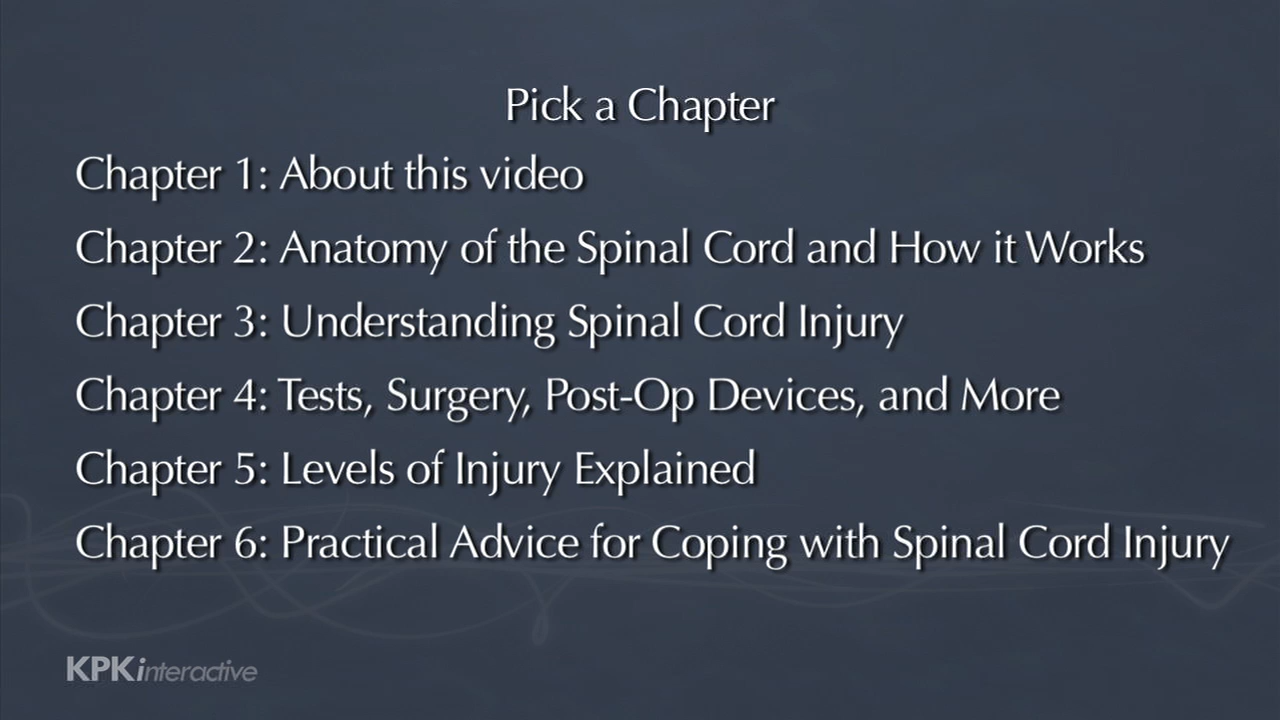 Pick a Chapter
Chapter 1: About this video
Chapter 2: Anatomy of the Spinal Cord and How it Works
Chapter 3: Understanding Spinal Cord Injury
Chapter 4: Tests, Surgery, Post-Op Devices, and More
Chapter 5: Levels of Injury Explained
Chapter 6: Practical Advice for Coping with Spinal Cord Injury
KPKinteractive